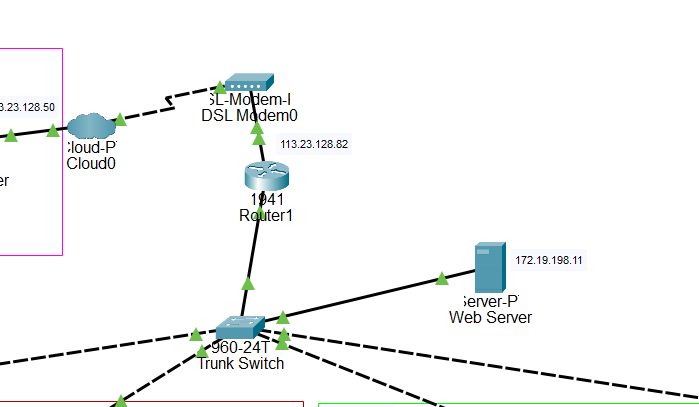 SL-Modem-P
DSL Modem0
3.23.128.50
113.23.128.82
Cloud-P
Cloud0
er
1941
Router1
172.19.198.11
Server-P
Web Server
960-24T
Trunk Switch